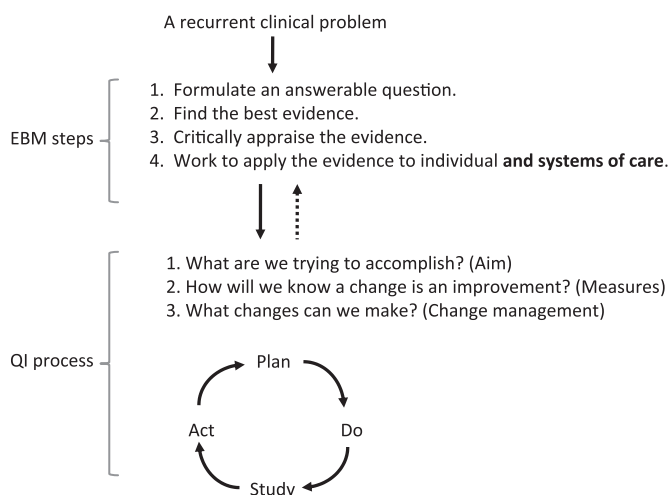 A recurrent clinical problem
EBM steps
1. Formulate an answerable question.
2. Find the best evidence.
3. Critically appraise the evidence.
4. Work to apply the evidence to individual and systems of care.
QI process
1. What are we trying to accomplish? (Aim)
2. How will we know a change is an improvement? (Measures)
3. What changes can we make? (Change management)
Plan
Act
Do
Study